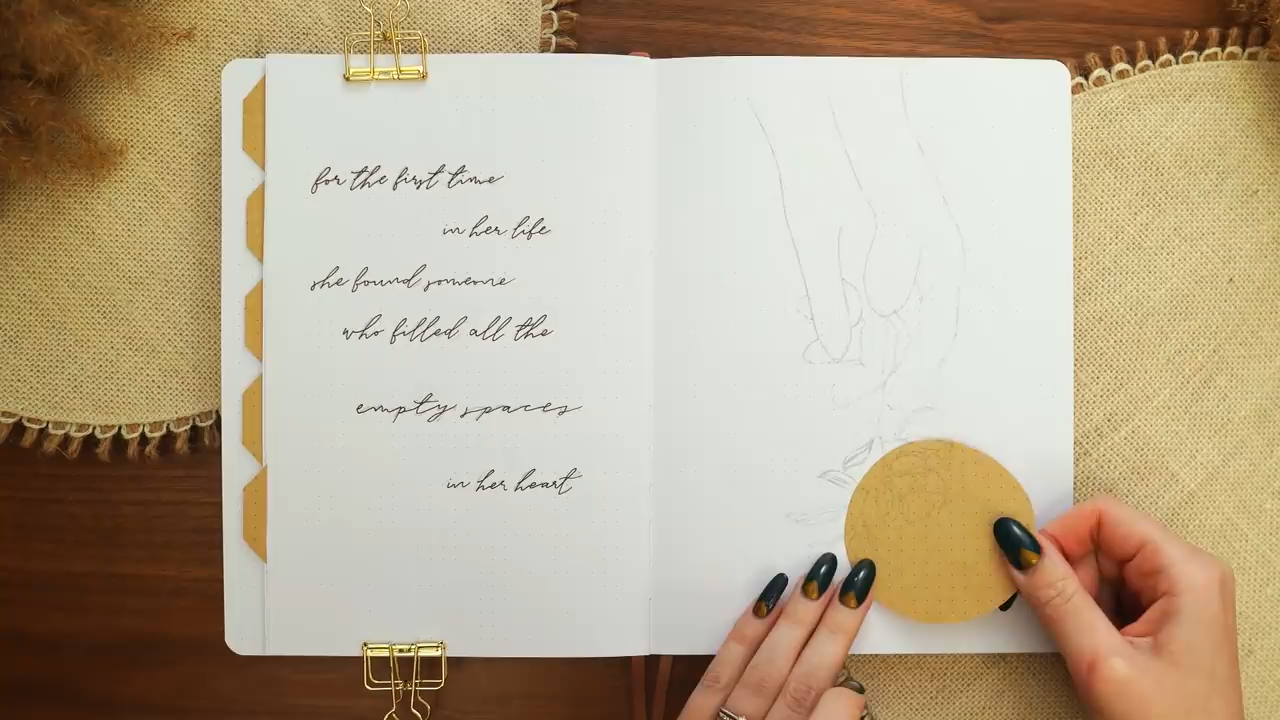 for the first time
in her life
she found someone
who filled all the
empty spaces
in her heart